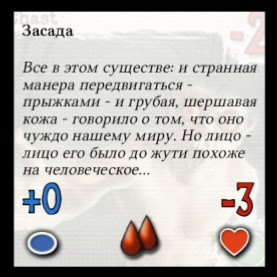 Засада
Все в этом существе: и странная
манера передвигаться -
прыжками - и грубая, шершавая
кожа - говорило о том, что оно
чуждо нашему миру. Но лицо -
лицо его было до жути похоже
на человеческое...
+0 -3